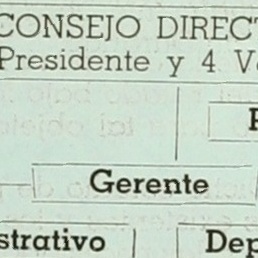 CONSEJO DIRECT
Presidente y 4 V
Gerente
strativo
Dep